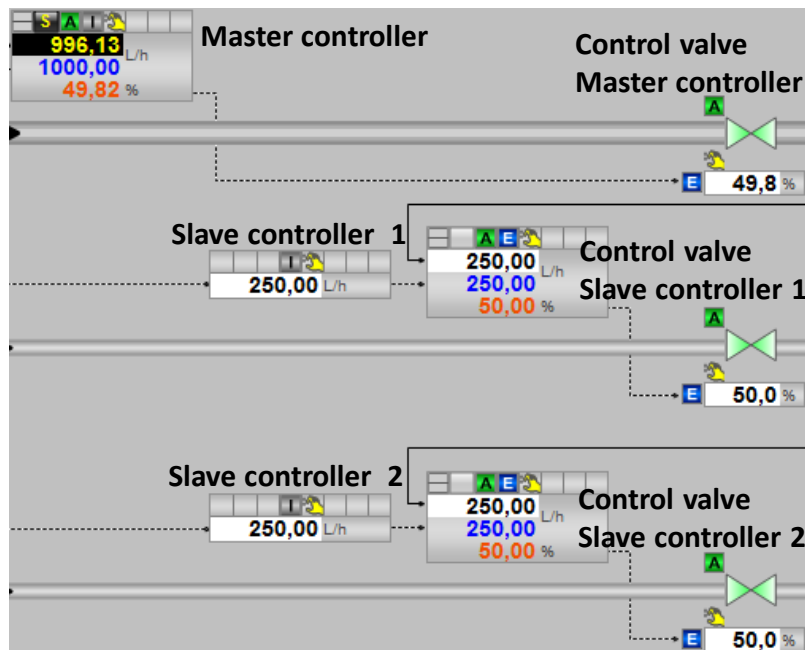 S A I
Master controller
996,13 L/h
1000,00
49,82 %
Control valve
Master controller
A
E 49,8 %
Slave controller 1
I
250,00 L/h
A E
250,00 L/h
250,00
50,00 %
Control valve
Slave controller 1
A
E 50,0 %
Slave controller 2
I
250,00 L/h
A E
250,00 L/h
250,00
50,00 %
Control valve
Slave controller 2
A
E 50,0 %